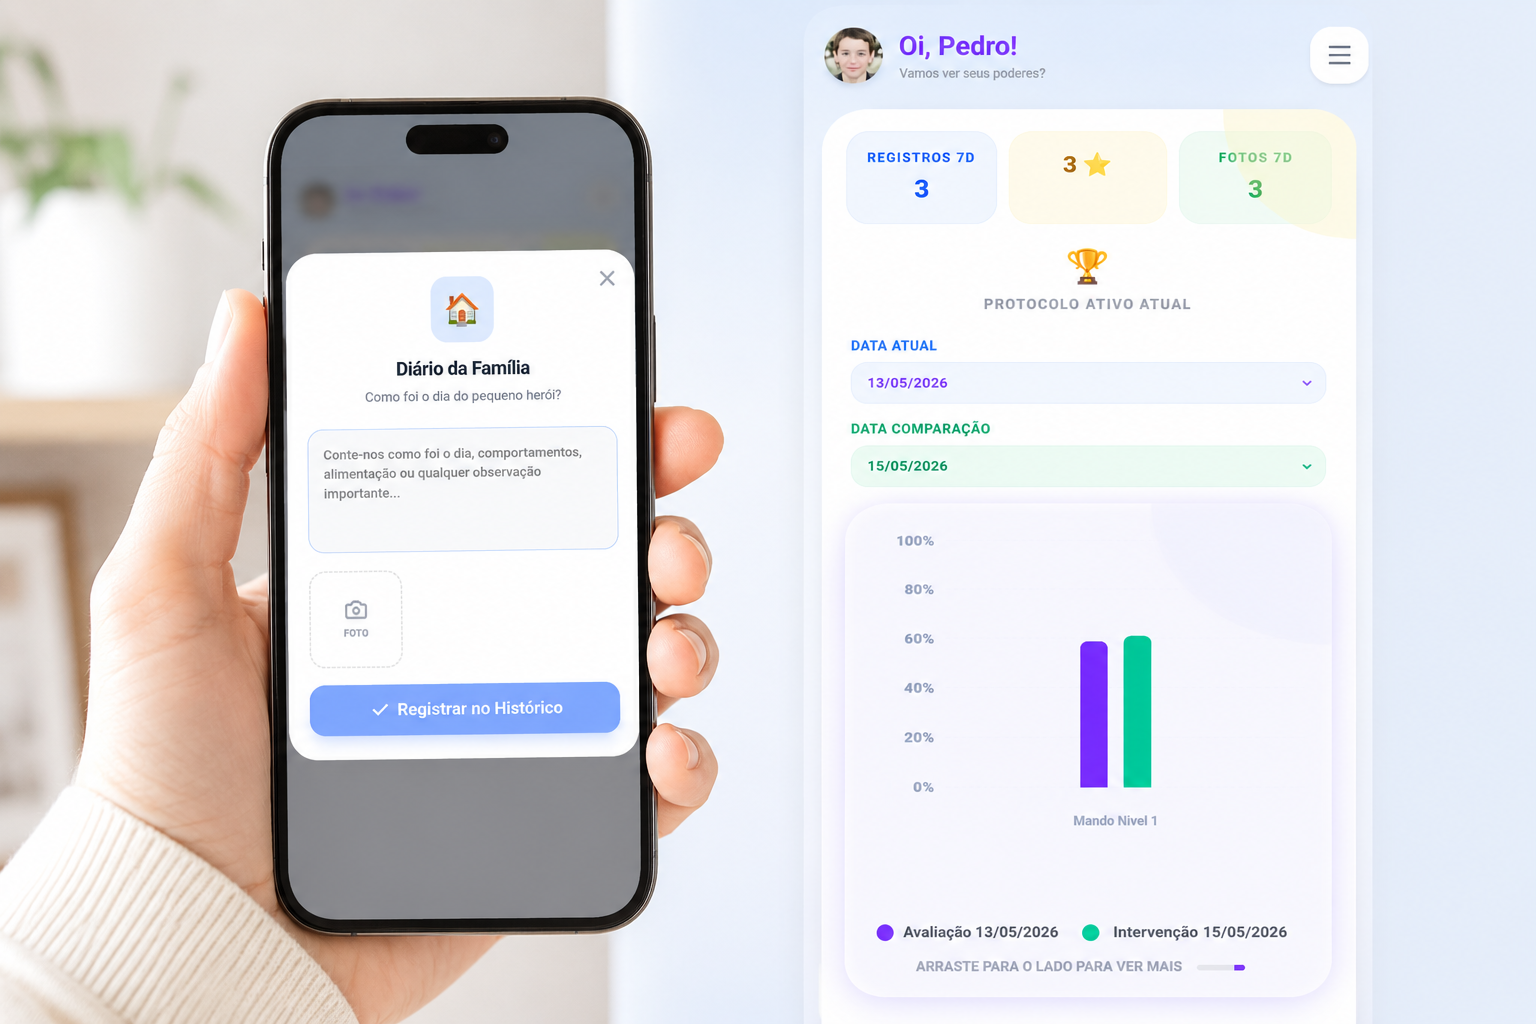 Diário da Família
Como foi o dia do pequeno herói?
Conte-nos como foi o dia, comportamentos,
alimentação ou qualquer observação
importante...
FOTO
Registrar no Histórico
Oi, Pedro!
Vamos ver seus poderes?
REGISTROS 7D
3
3
FOTOS 7D
3
PROTOCOLO ATIVO ATUAL
DATA ATUAL
13/05/2026
DATA COMPARAÇÃO
15/05/2026
100%
80%
60%
40%
20%
0%
Mando Nivel 1
Avaliação 13/05/2026
Intervenção 15/05/2026
ARRASTE PARA O LADO PARA VER MAIS